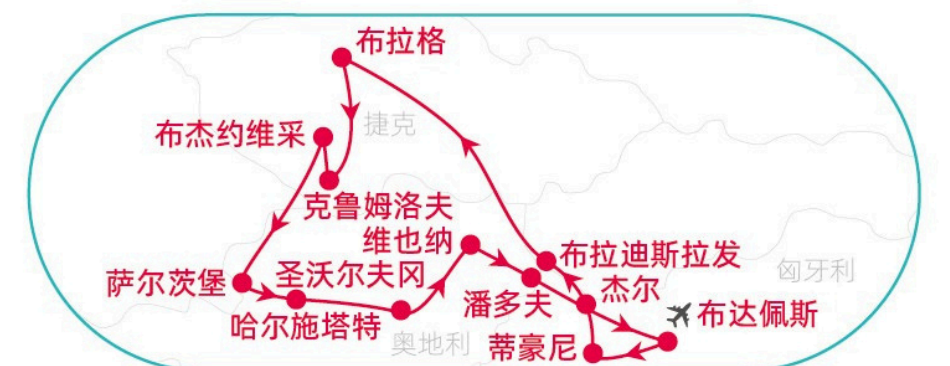 布拉格
捷克
布杰约维采
克鲁姆洛夫
维也纳
布拉迪斯拉发
匈牙利
萨尔茨堡
圣沃尔夫冈
潘多夫
杰尔
哈尔施塔特
布达佩斯
奥地利
蒂豪尼